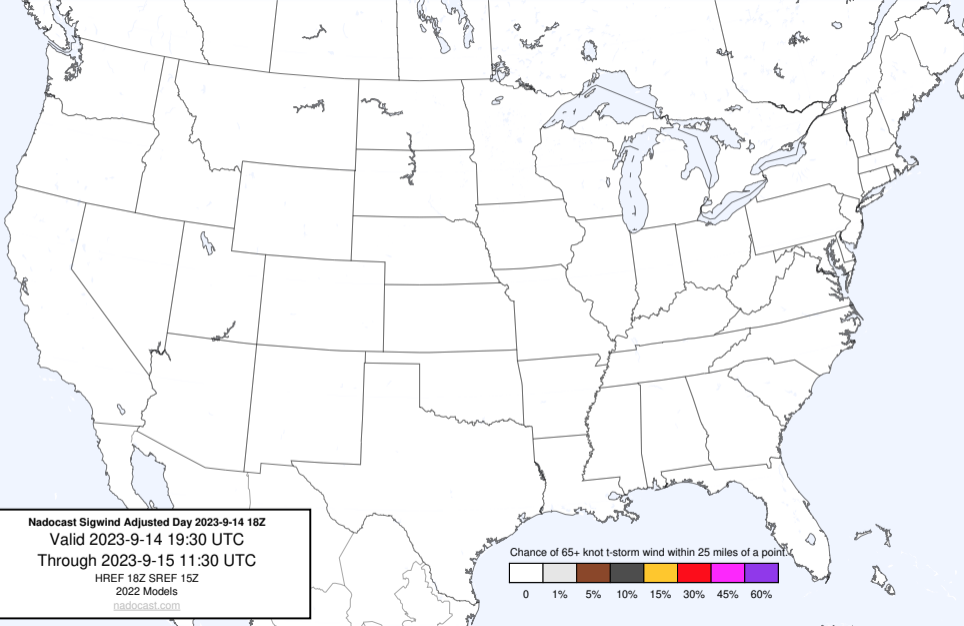 Nadocast Sigwind Adjusted Day 2023-9-14 18Z
Valid 2023-9-14 19:30 UTC
Through 2023-9-15 11:30 UTC
HREF 18Z SREF 15Z
2022 Models
nadocast.com
Chance of 65+ knot t-storm wind within 25 miles of a point.
0 1% 5% 10% 15% 30% 45% 60%